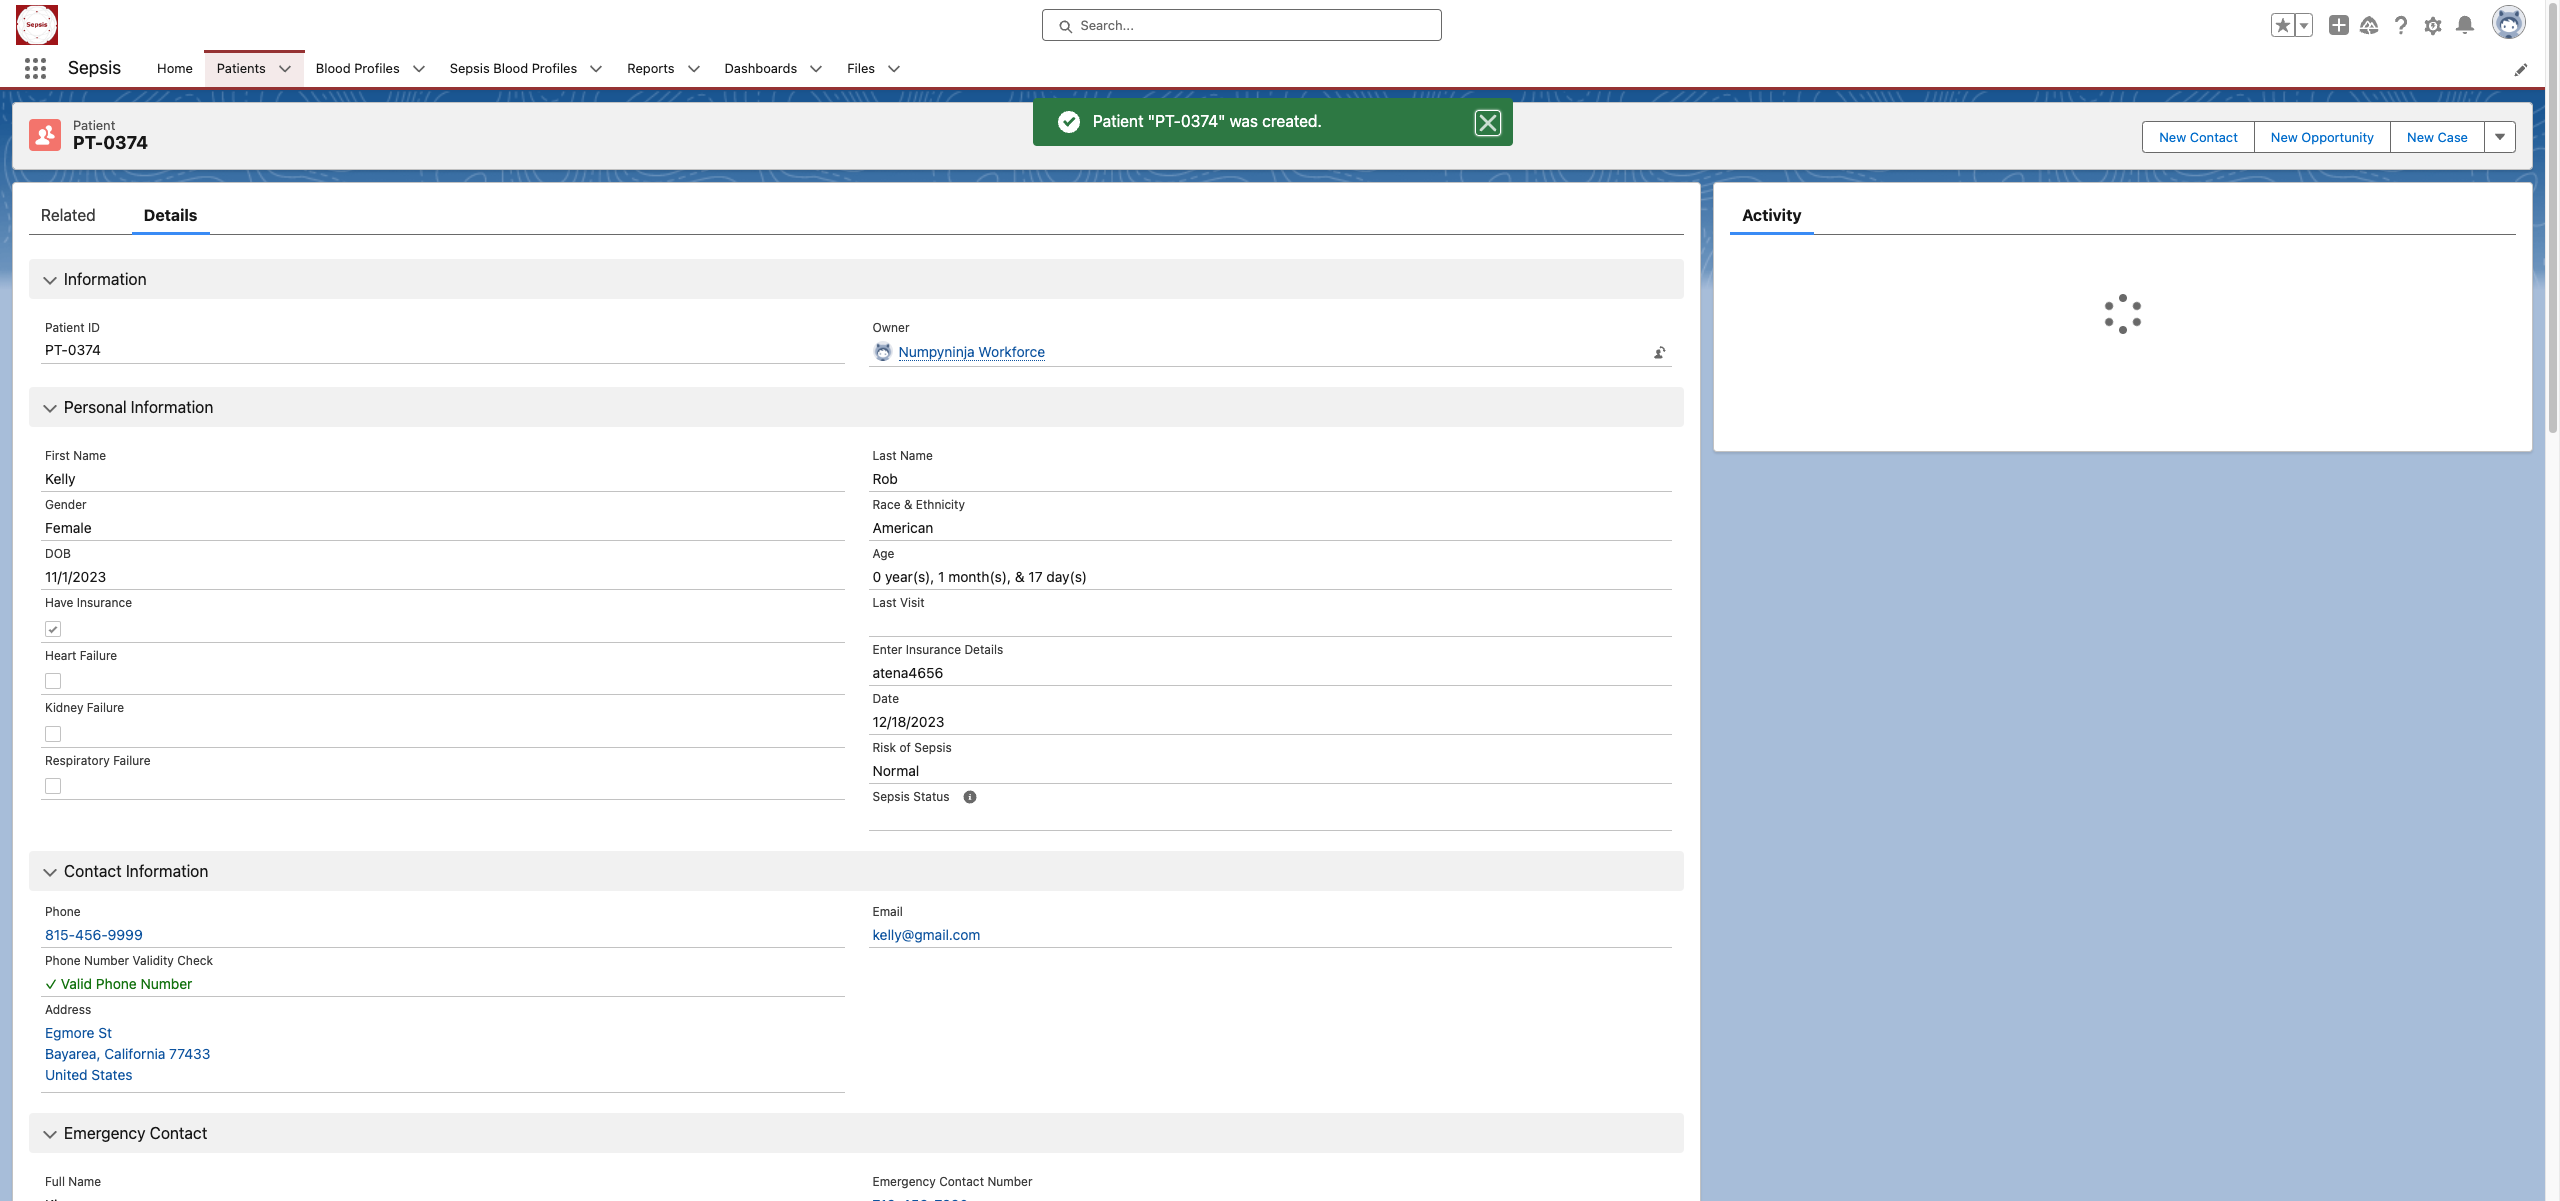 Sepsis
Search...
Sepsis
Home
Patients
Blood Profiles
Sepsis Blood Profiles
Reports
Dashboards
Files
Patient
PT-0374
Patient "PT-0374" was created.
New Contact
New Opportunity
New Case
Related
Details
Activity
Information
Patient ID
PT-0374
Owner
Numpyninja Workforce
Personal Information
First Name
Kelly
Last Name
Rob
Gender
Female
Race & Ethnicity
American
DOB
11/1/2023
Age
0 year(s), 1 month(s), & 17 day(s)
Have Insurance
Last Visit
Heart Failure
Enter Insurance Details
atena4656
Kidney Failure
Date
12/18/2023
Respiratory Failure
Risk of Sepsis
Normal
Sepsis Status
Contact Information
Phone
815-456-9999
Email
kelly@gmail.com
Phone Number Validity Check
✓ Valid Phone Number
Address
Egmore St
Bayarea, California 77433
United States
Emergency Contact
Full Name
Emergency Contact Number